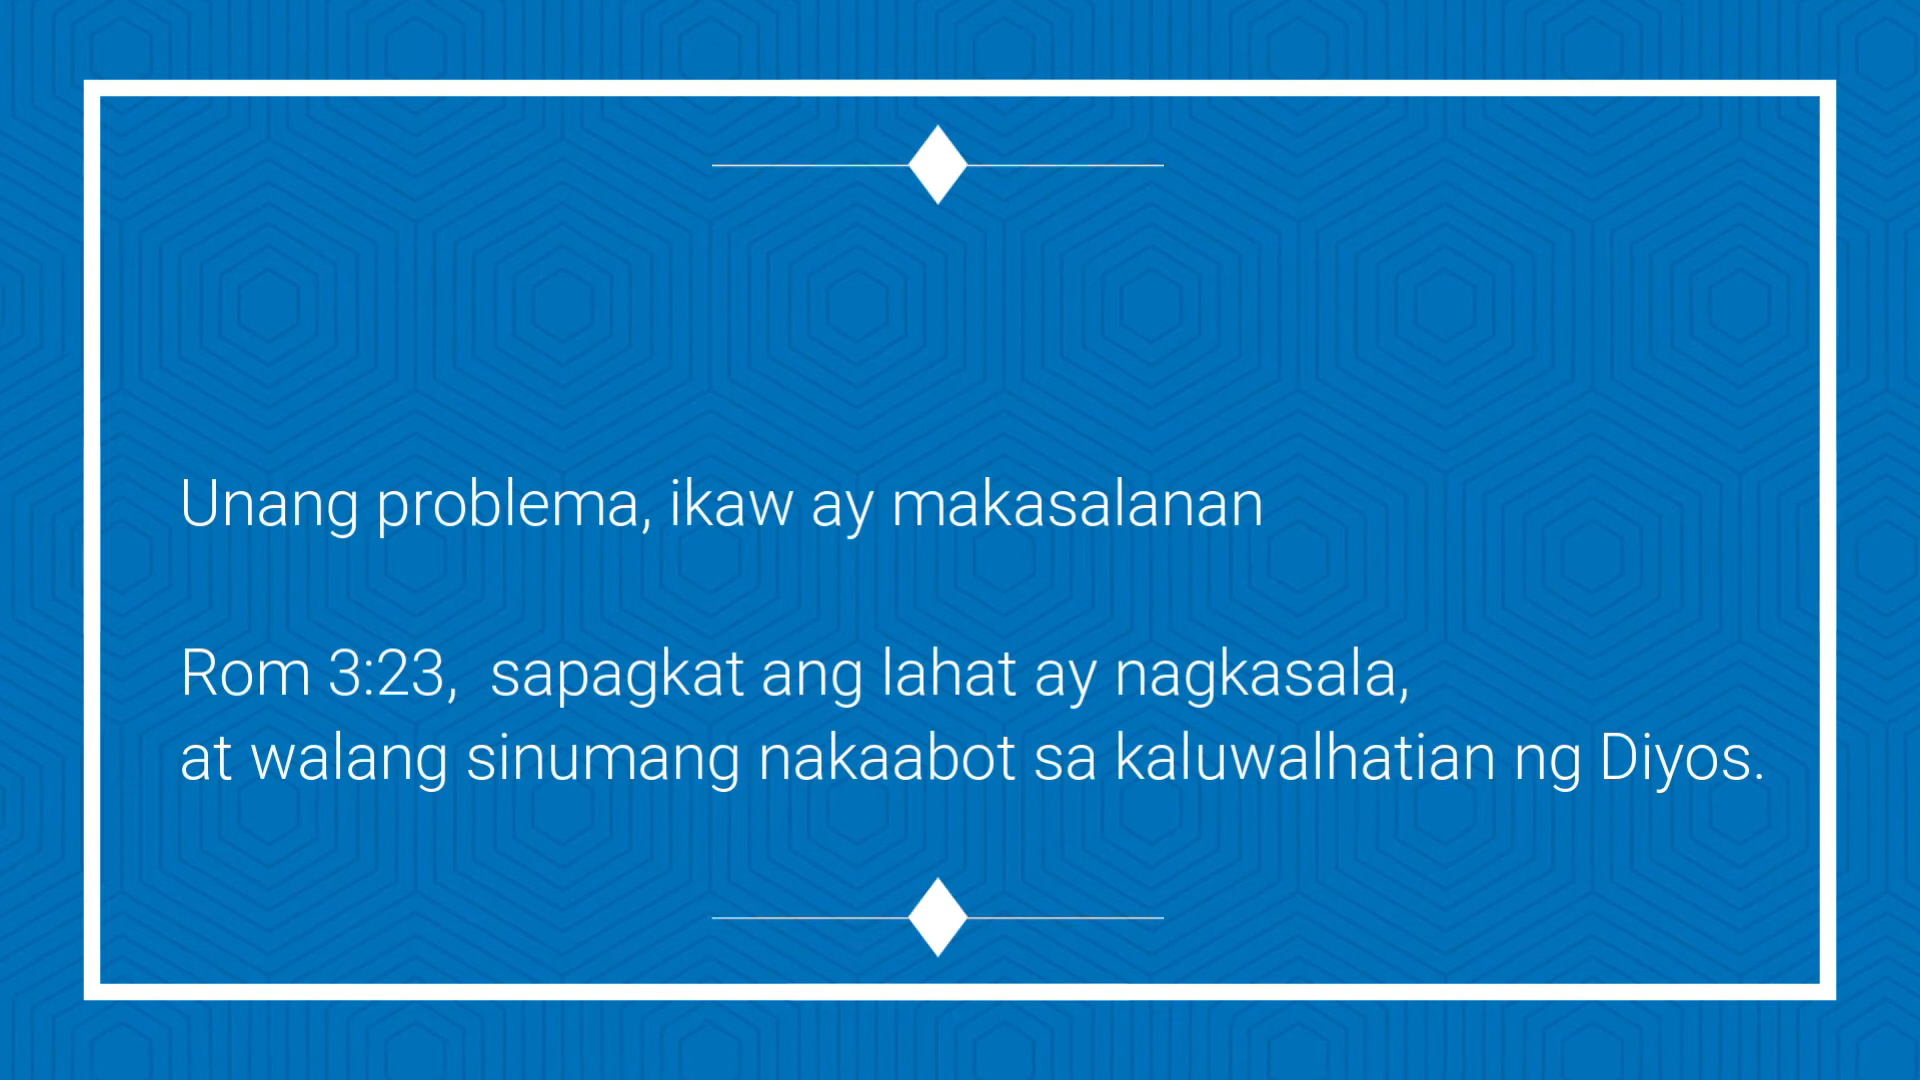 Unang problema, ikaw ay makasalanan
Rom 3:23,  sapagkat ang lahat ay nagkasala,
at walang sinumang nakaabot sa kaluwalhatian ng Diyos.